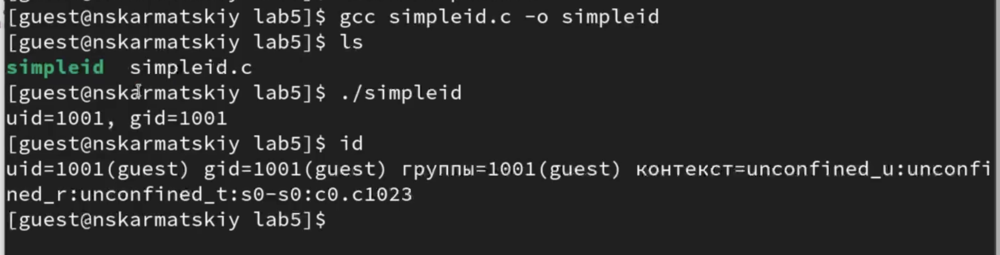 [guest@nskarmatskiy lab5]$ gcc simpleid.c -o simpleid
[guest@nskarmatskiy lab5]$ ls
simpleid  simpleid.c
[guest@nskarmatskiy lab5]$ ./simpleid
uid=1001, gid=1001
[guest@nskarmatskiy lab5]$ id
uid=1001(guest) gid=1001(guest) группы=1001(guest) контекст=unconfined_u:unconfi
ned_r:unconfined_t:s0-s0:c0.c1023
[guest@nskarmatskiy lab5]$